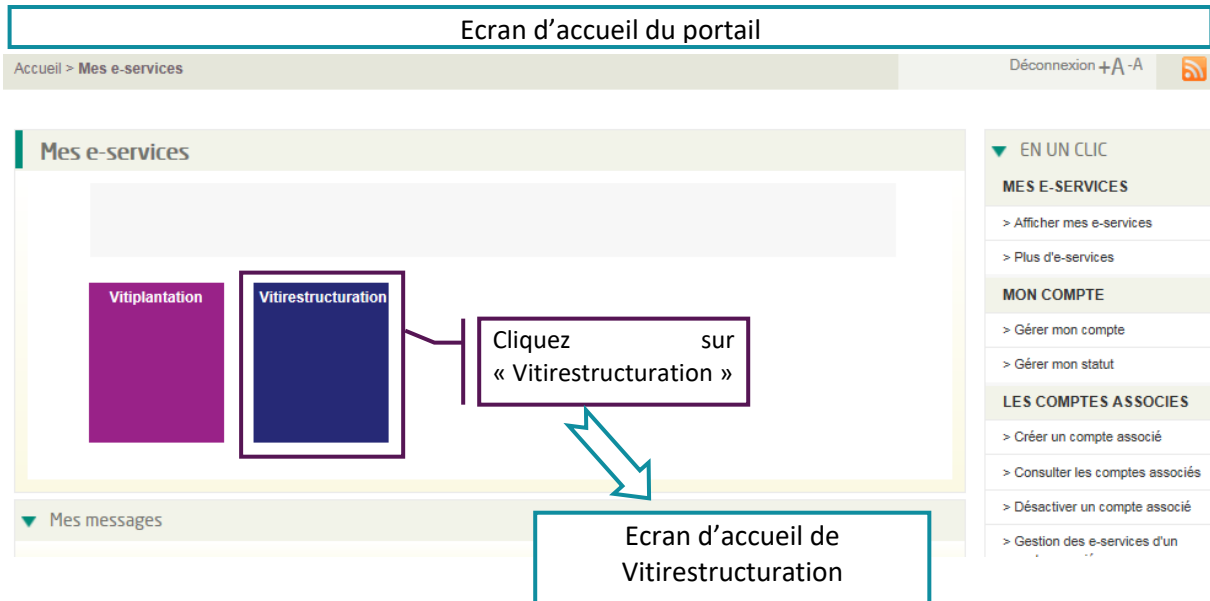 Ecran d’accueil du portail
Accueil > Mes e-services
Déconnexion +A -A
Mes e-services
Vitiplantation
Vitirestructuration
Cliquez sur
« Vitirestructuration »
Mes messages
Ecran d’accueil de
Vitirestructuration
EN UN CLIC
MES E-SERVICES
> Afficher mes e-services
> Plus d'e-services
MON COMPTE
> Gérer mon compte
> Gérer mon statut
LES COMPTES ASSOCIES
> Créer un compte associé
> Consulter les comptes associés
> Désactiver un compte associé
> Gestion des e-services d'un